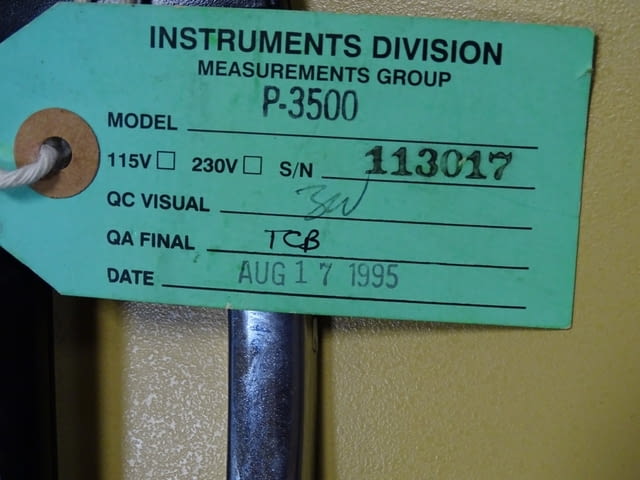 INSTRUMENTS DIVISION
MEASUREMENTS GROUP
MODEL P-3500
115V 230V S/N 113017
QC VISUAL
QA FINAL TCB
DATE AUG 17 1995